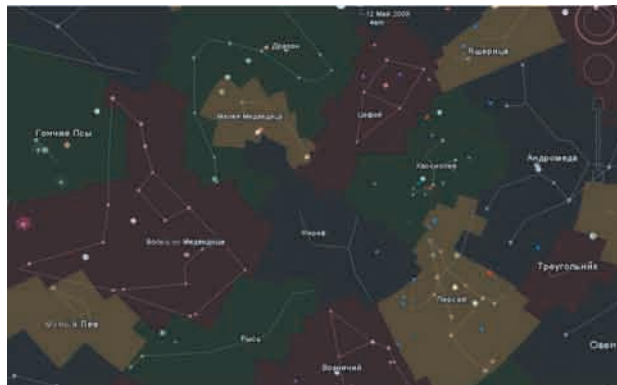 12 Май 2009
Дракон
Ящерица
Малая Медведица
Цефей
Гончие Псы
Кассиопея
Андромеда
Жираф
Большая Медведица
Треугольник
Персей
Малый Лев
Рысь
Овен
Возничий